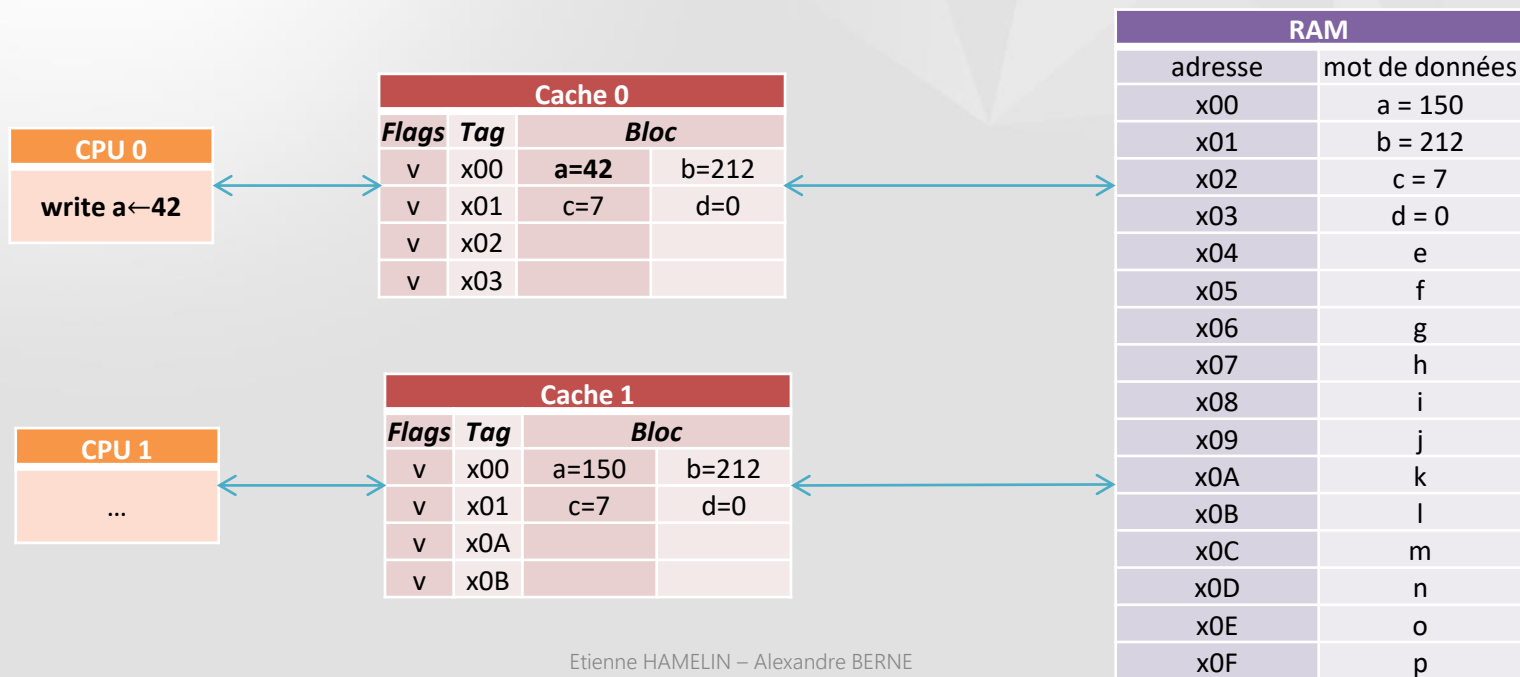 CPU 0
write a←42
Cache 0
Flags Tag Bloc
v x00 a=42 b=212
v x01 c=7 d=0
v x02
v x03
CPU 1
...
Cache 1
Flags Tag Bloc
v x00 a=150 b=212
v x01 c=7 d=0
v x0A
v x0B
RAM
adresse mot de données
x00 a = 150
x01 b = 212
x02 c = 7
x03 d = 0
x04 e
x05 f
x06 g
x07 h
x08 i
x09 j
x0A k
x0B l
x0C m
x0D n
x0E o
x0F p
Etienne HAMELIN – Alexandre BERNE